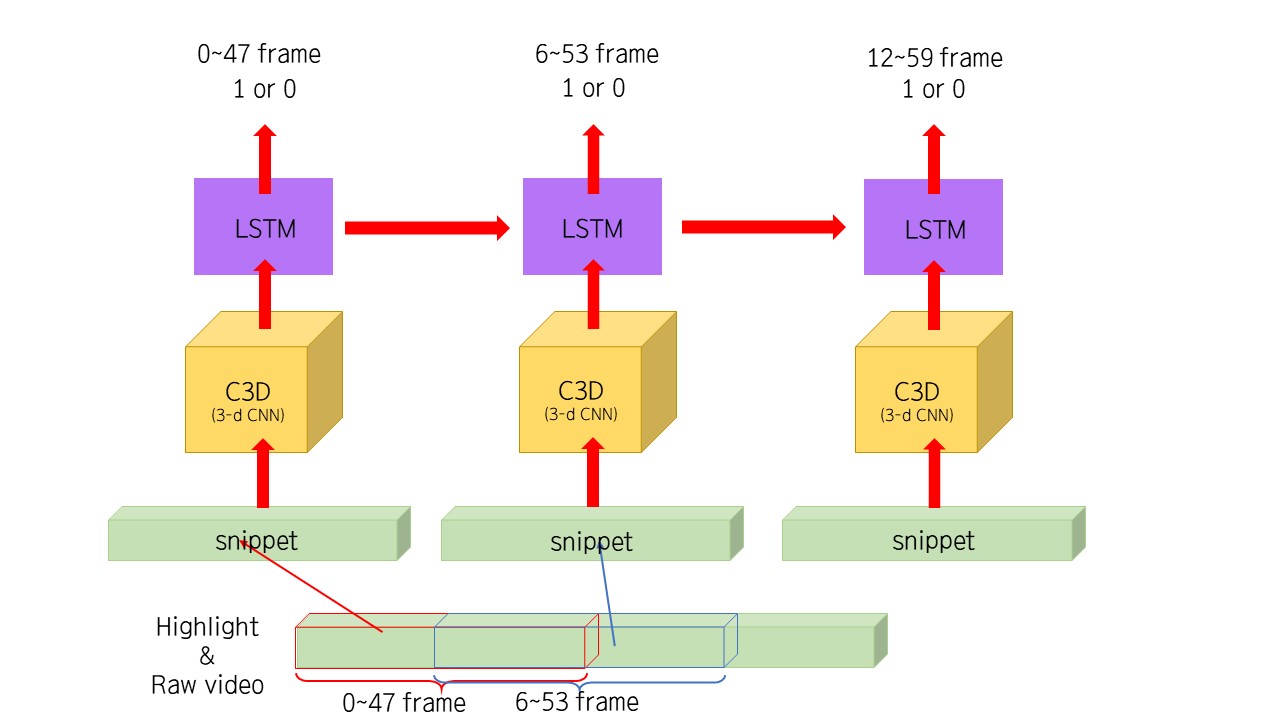 0~47 frame
1 or 0
6~53 frame
1 or 0
12~59 frame
1 or 0
LSTM
LSTM
LSTM
C3D
(3-d CNN)
C3D
(3-d CNN)
C3D
(3-d CNN)
snippet
snippet
snippet
Highlight
&
Raw video
0~47 frame
6~53 frame